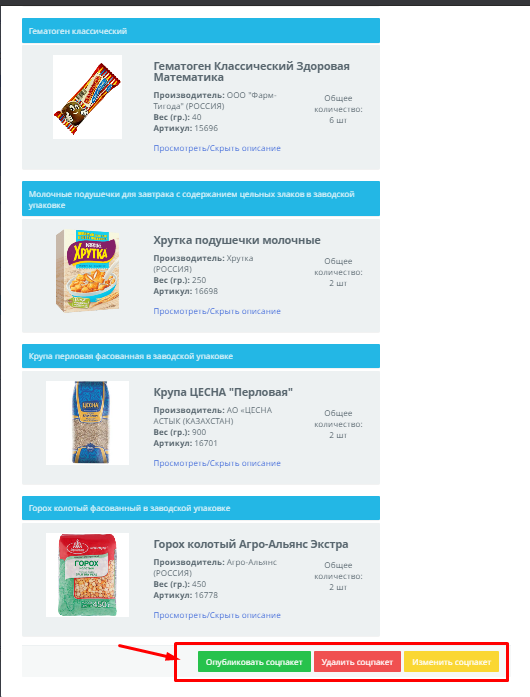 Гематоген классический
Гематоген Классический Здоровая
Математика
Производитель: ООО "Фарм-
Тигода" (РОССИЯ)
Вес (гр.): 40
Артикул: 15696
Общее
количество:
6 шт
Просмотреть/Скрыть описание
Молочные подушечки для завтрака с содержанием цельных злаков в заводской
упаковке
Nestle
ХРУТКА
Хрутка подушечки молочные
Производитель: Хрутка
(РОССИЯ)
Вес (гр.): 250
Артикул: 16698
Общее
количество:
2 шт
Просмотреть/Скрыть описание
Крупа перловая фасованная в заводской упаковке
ЦЕСНА
Крупа ЦЕСНА "Перловая"
Производитель: АО «ЦЕСНА
АСТЫК (КАЗАХСТАН)
Вес (гр.): 900
Артикул: 16701
Общее
количество:
2 шт
Просмотреть/Скрыть описание
Горох колотый фасованный в заводской упаковке
ГОРОХ
450
Горох колотый Агро-Альянс Экстра
Производитель: Агро-Альянс
(РОССИЯ)
Вес (гр.): 450
Артикул: 16778
Общее
количество:
2 шт
Просмотреть/Скрыть описание
Опубликовать соцпакет
Удалить соцпакет
Изменить соцпакет